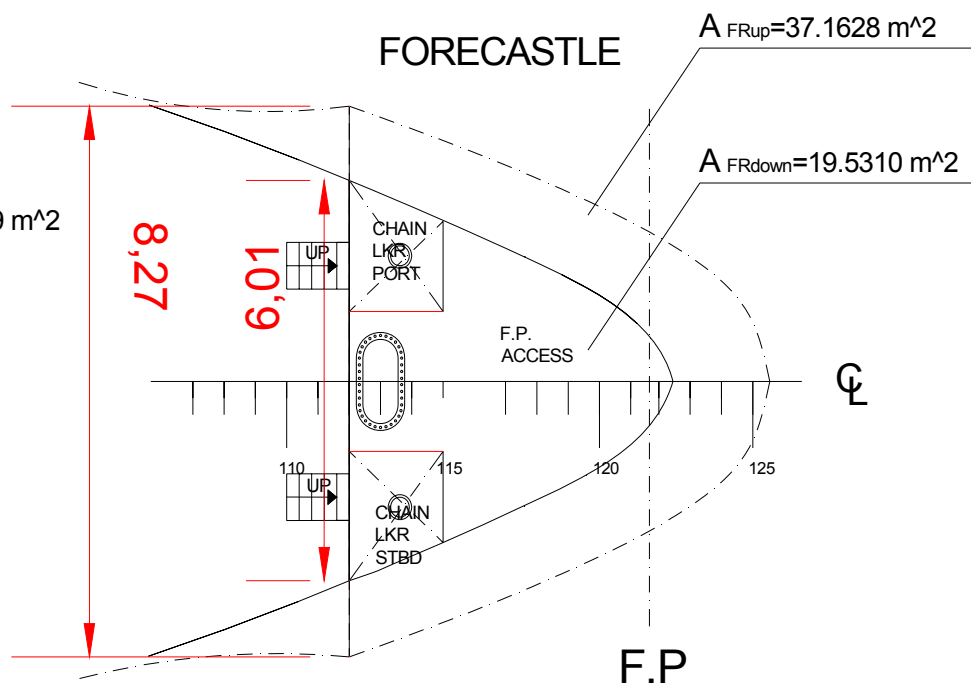 FORECASTLE
A FRup=37.1628 m^2
A FRdown=19.5310 m^2
m^2
8,27
6,01
UP
CHAIN
LKR
PORT
F.P.
ACCESS
CL
110
115
120
125
UP
CHAIN
LKR
STBD
F.P